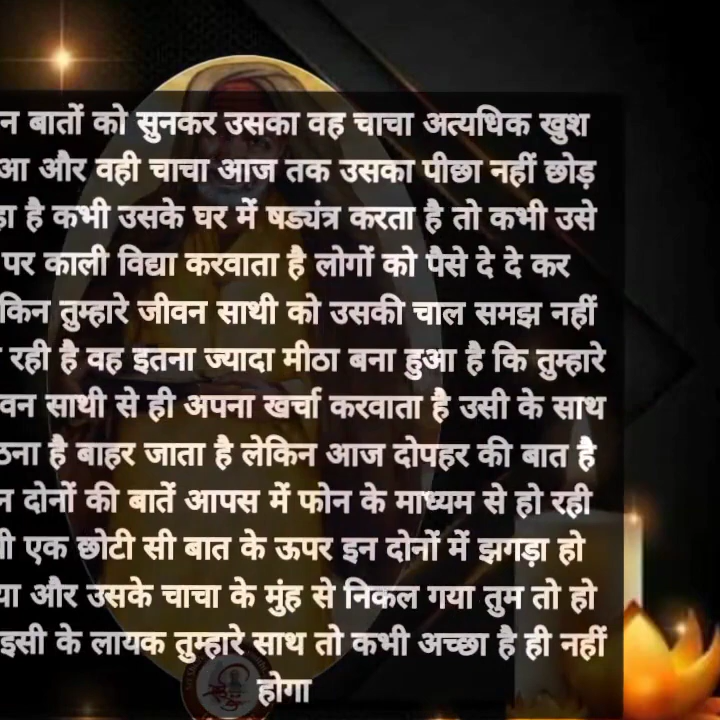 न बातों को सुनकर उसका वह चाचा अत्यधिक खुश
आ और वही चाचा आज तक उसका पीछा नहीं छोड़
है कभी उसके घर में षड्यंत्र करता है तो कभी उसे
पर काली विद्या करवाता है लोगों को पैसे दे दे कर
किन तुम्हारे जीवन साथी को उसकी चाल समझ नहीं
रही है वह इतना ज्यादा मीठा बना हुआ है कि तुम्हारे
वन साथी से ही अपना खर्चा करवाता है उसी के साथ
ठना है बाहर जाता है लेकिन आज दोपहर की बात है
न दोनों की बातें आपस में फोन के माध्यम से हो रही
ी एक छोटी सी बात के ऊपर इन दोनों में झगड़ा हो
या और उसके चाचा के मुंह से निकल गया तुम तो हो
इसी के लायक तुम्हारे साथ तो कभी अच्छा है ही नहीं
होगा